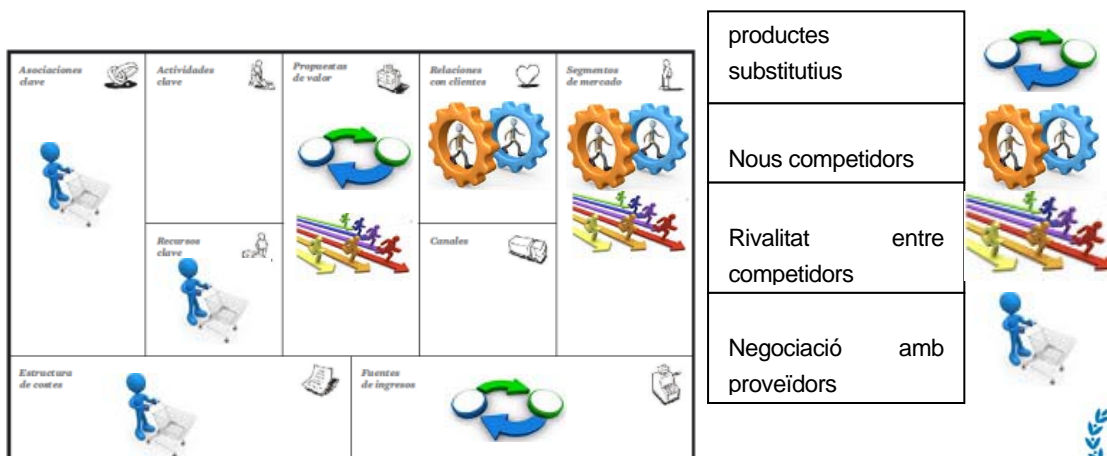 Asociaciones
clave
Actividades
clave
Propuestas
de valor
Relaciones
con clientes
Segmentos
de mercado
Recursos
clave
Canales
Estructura
de costes
Fuentes
de ingresos
productes
substitutius
Nous competidors
Rivalitat entre
competidors
Negociació amb
proveïdors